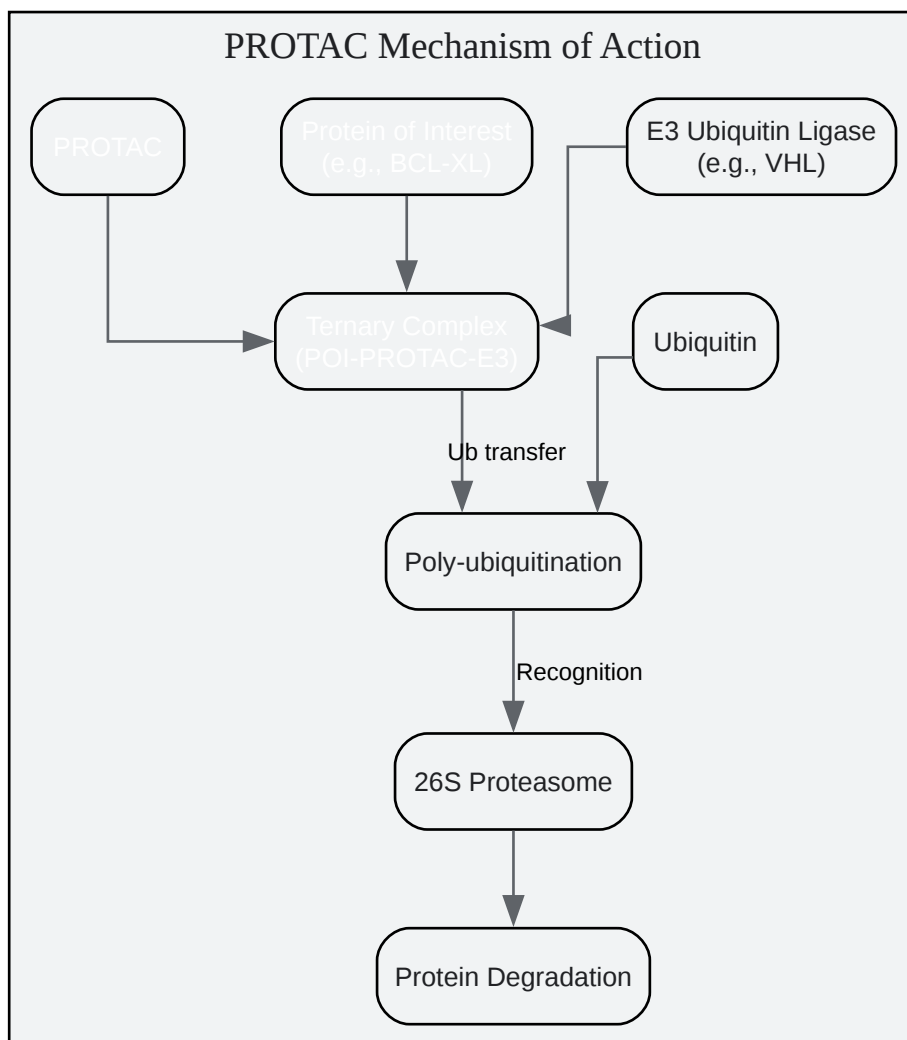 PROTAC Mechanism of Action
PROTAC
Protein of Interest
(e.g., BCL-XL)
E3 Ubiquitin Ligase
(e.g., VHL)
Ternary Complex
(POI-PROTAC-E3)
Ubiquitin
Ub transfer
Poly-ubiquitination
Recognition
26S Proteasome
Protein Degradation